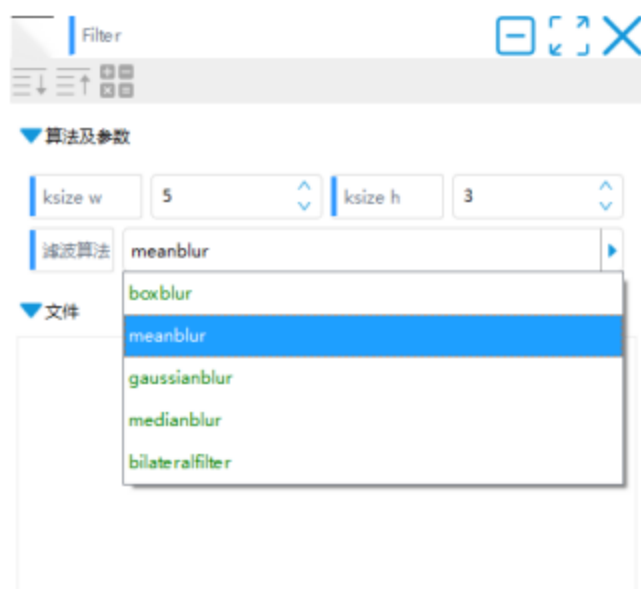 Filter
算法及参数
ksize w 5 ksize h 3
滤波算法 meanblur
boxblur
文件
meanblur
gaussianblur
medianblur
bilateralfilter